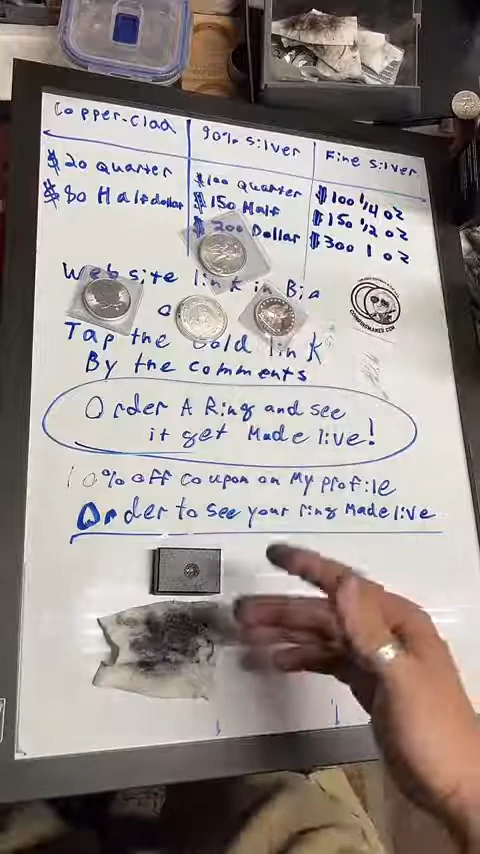 Copper-Clad
$20 Quarter
$80 Halfdollar
90% Silver
$100 Quarter
$150 Half
$200 Dollar
Fine Silver
$100 1/4 oz
$150 1/2 oz
$300 1 oz
Website link in Bio
Tap the Gold link
By the comments
Order A Ring and see
it get Made live!
10% off coupon on My profile
Order to see your ring Made live